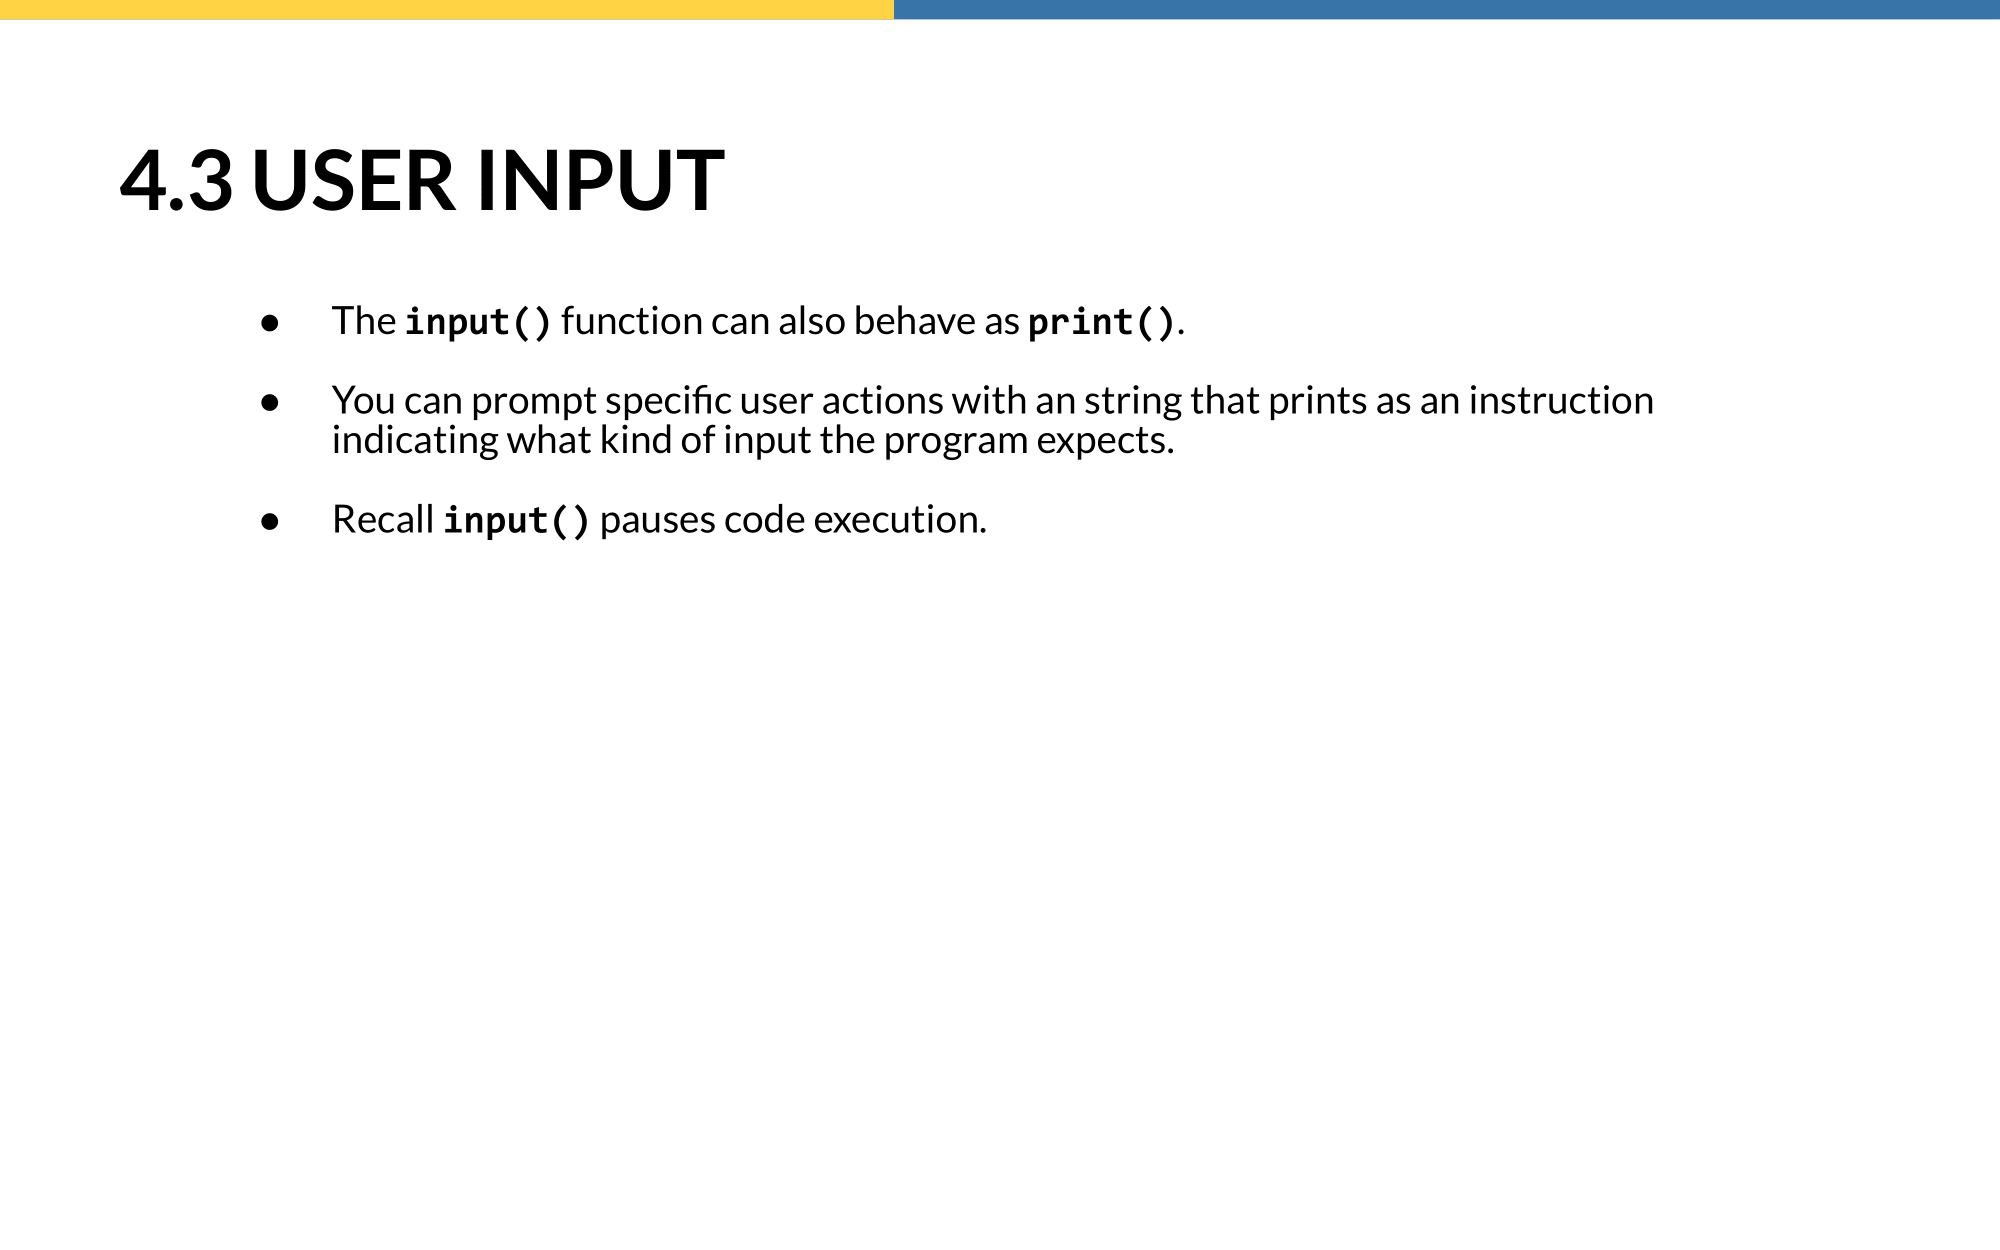 4.3 USER INPUT
● The input() function can also behave as print().
● You can prompt specific user actions with an string that prints as an instruction
indicating what kind of input the program expects.
● Recall input() pauses code execution.